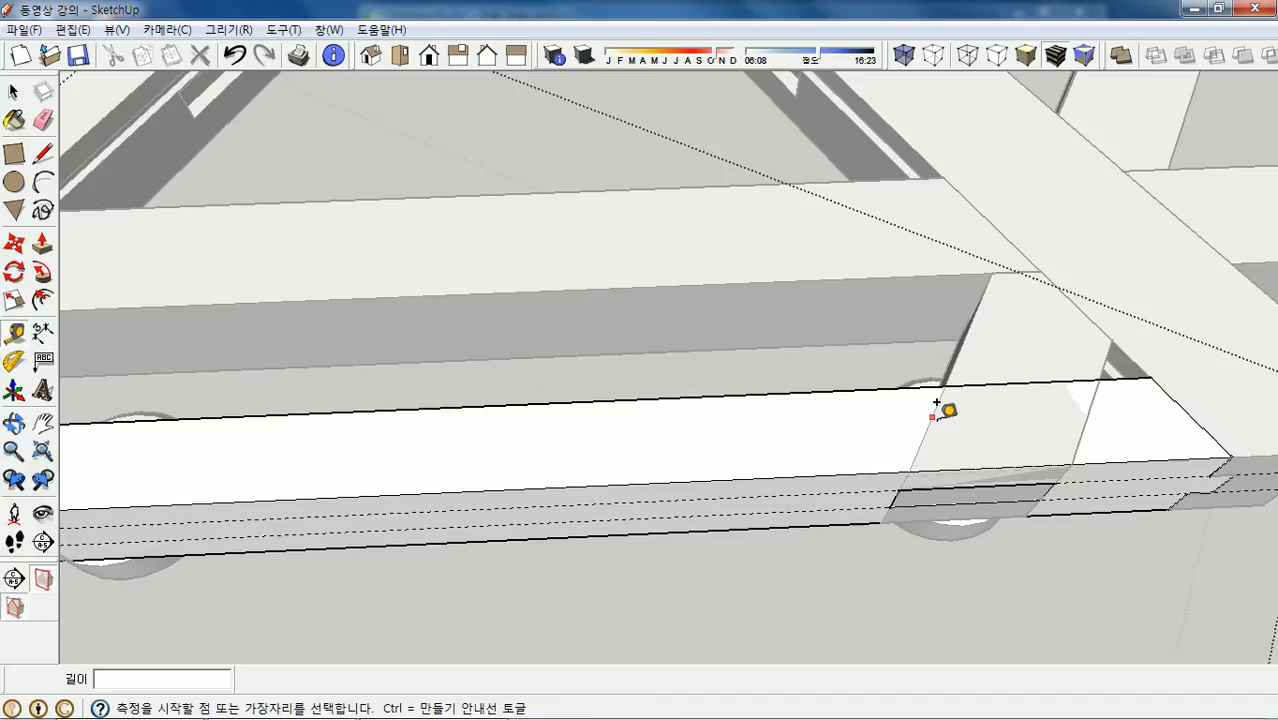 동영상 강의 - SketchUp
파일(F) 편집(E) 뷰(V) 카메라(C) 그리기(R) 도구(T) 창(W) 도움말(H)
J F M A M J J A S O N D 06:08 정오 16:23
ABC
길이
측정을 시작할 점 또는 가장자리를 선택합니다. Ctrl = 만들기 안내선 토글